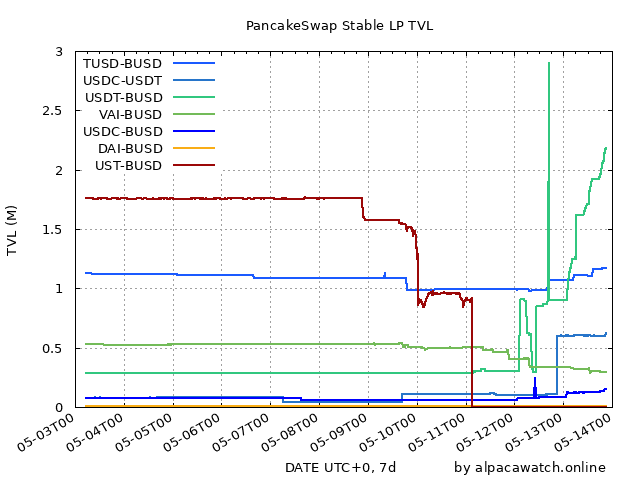 PancakeSwap Stable LP TVL
3
2.5
2
1.5
1
0.5
0
TVL (M)
TUSD-BUSD
USDC-USDT
USDT-BUSD
VAI-BUSD
USDC-BUSD
DAI-BUSD
UST-BUSD
05-03T00
05-04T00
05-05T00
05-06T00
05-07T00
05-08T00
05-09T00
05-10T00
05-11T00
05-12T00
05-13T00
05-14T00
DATE UTC+0, 7d
by alpacawatch.online